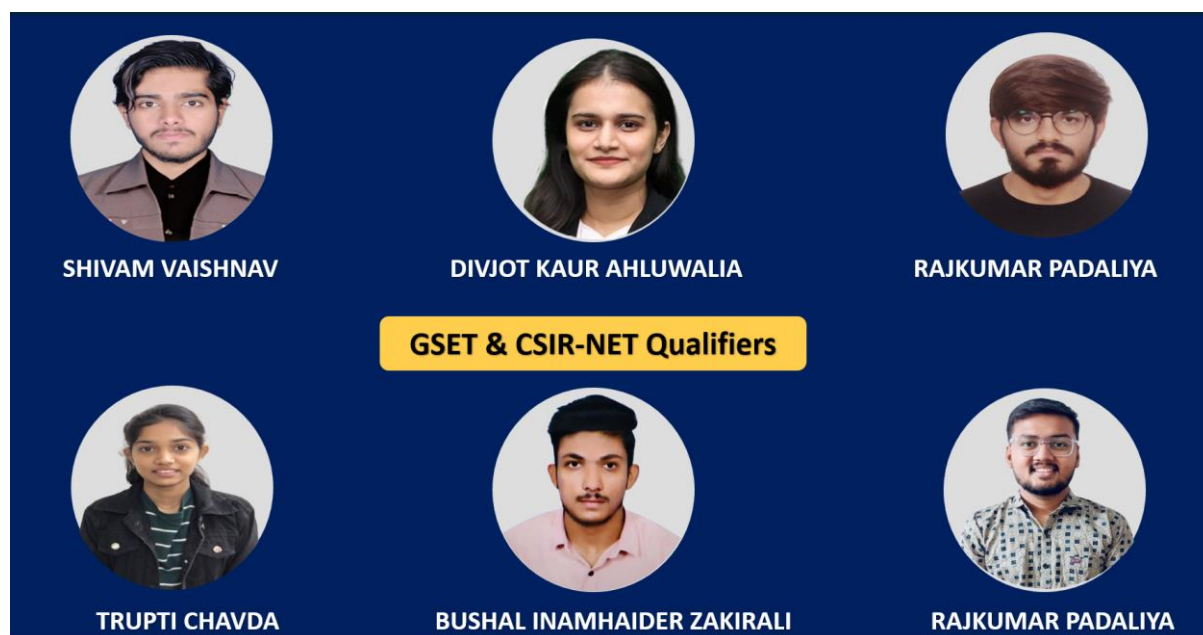 SHIVAM VAISHNAV
DIVJOT KAUR AHLUWALIA
RAJKUMAR PADALIYA
GSET & CSIR-NET Qualifiers
TRUPTI CHAVDA
BUSHAL INAMHAIDER ZAKIRALI
RAJKUMAR PADALIYA